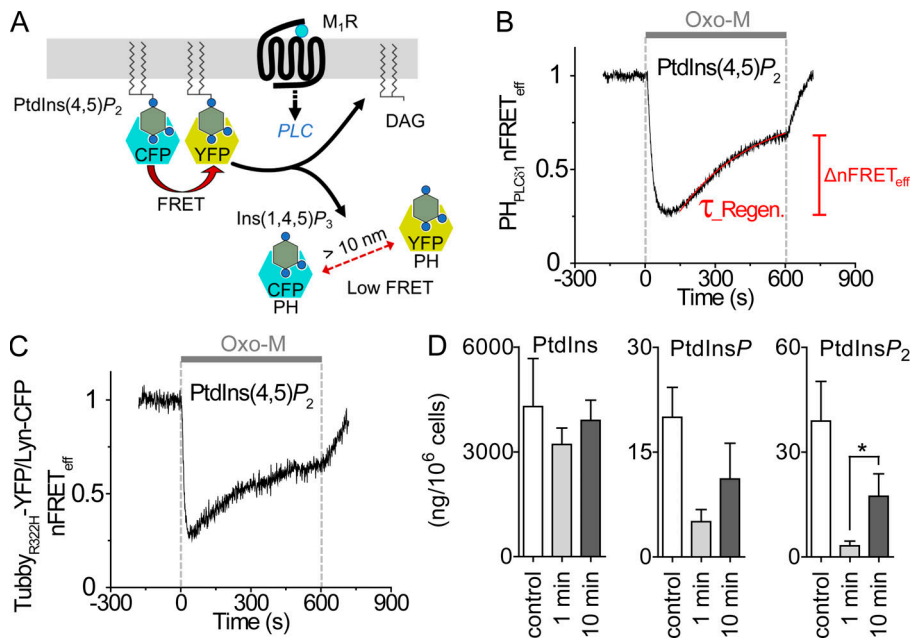 A
M1R
PtdIns(4,5)P2
PLC
DAG
CFP
YFP
FRET
Ins(1,4,5)P3
> 10 nm
YFP
PH
CFP
PH
Low FRET
B
Oxo-M
PtdIns(4,5)P2
PHPLCδ1 nFRETeff
1
0.5
0
τ_Regen.
ΔnFRETeff
-300 0 300 600 900
Time (s)
C
Oxo-M
PtdIns(4,5)P2
TubbyR322H-YFP/Lyn-CFP
nFRETeff
1
0.5
0
-300 0 300 600 900
Time (s)
D
PtdIns
PtdInsP
PtdInsP2
(ng/10^6 cells)
6000
3000
0
30
15
0
60
30
0
*
control
1 min
10 min
control
1 min
10 min
control
1 min
10 min